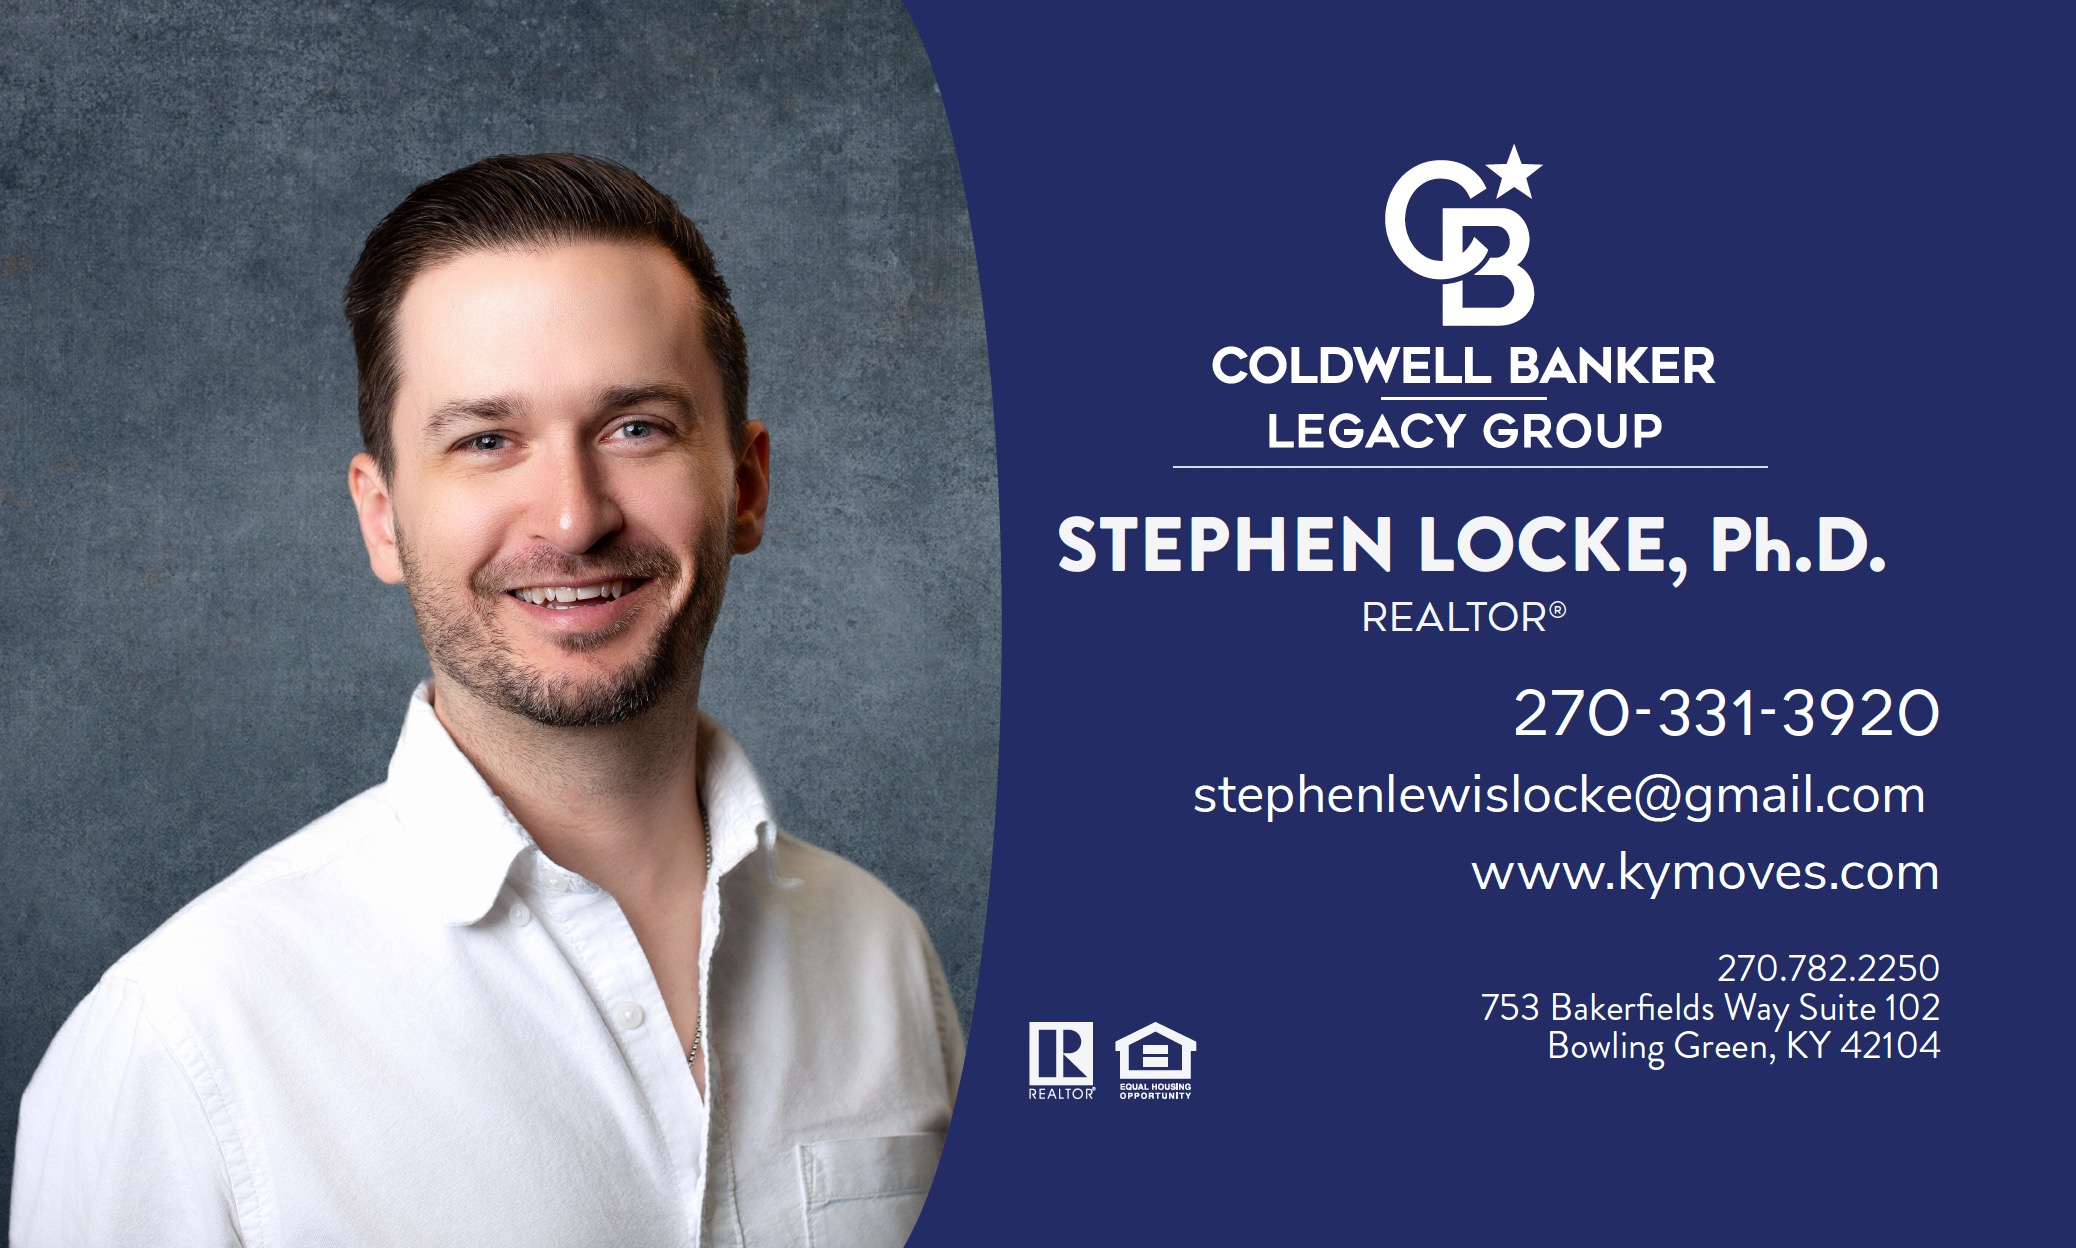 CB
COLDWELL BANKER
LEGACY GROUP
STEPHEN LOCKE, Ph.D.
REALTOR®
270-331-3920
stephenlewislocke@gmail.com
www.kymoves.com
270.782.2250
753 Bakerfields Way Suite 102
Bowling Green, KY 42104
R
REALTOR®
EQUAL HOUSING
OPPORTUNITY